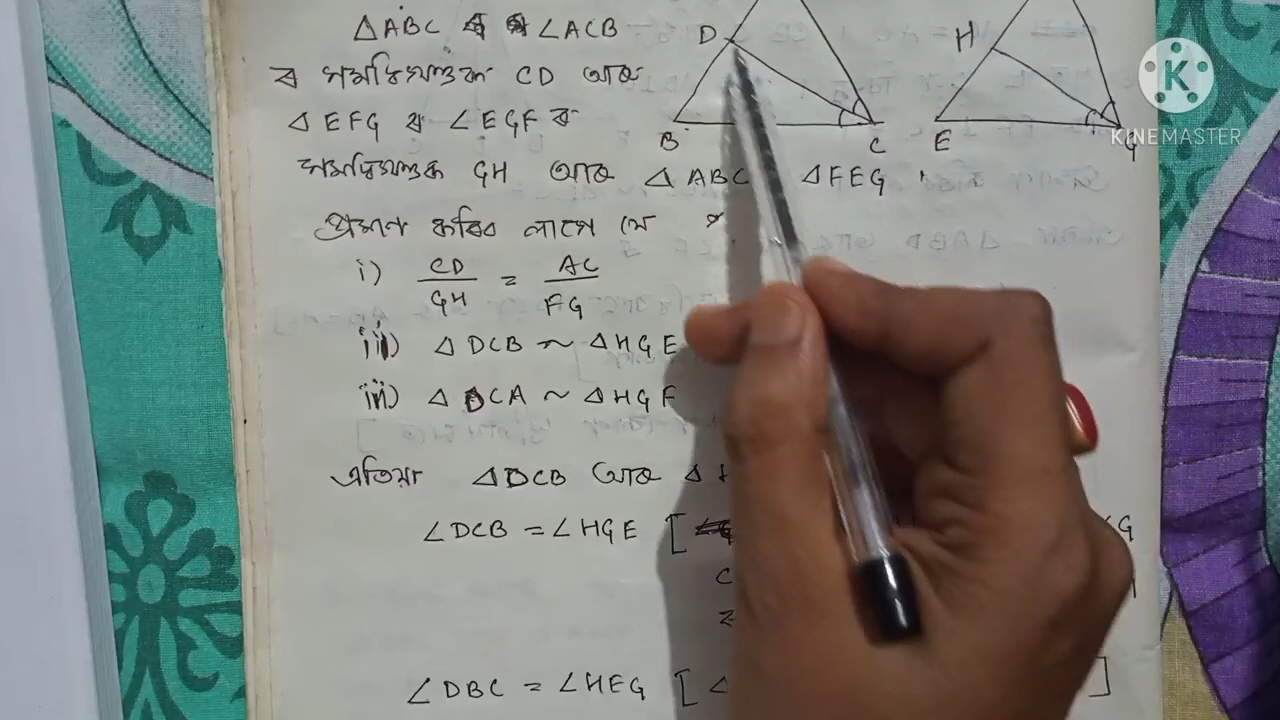 △ABC ∠ACB
ৰ সমদ্বিখণ্ডক CD আৰু
△EFG ৰ ∠EGF ৰ
সমদ্বিখণ্ডক GH আৰু △ABC △FEG
প্ৰমাণ কৰিব লাগে যে
i) CD/GH = AC/FG
ii) △DCB ~ △HGE
iii) △DCA ~ △HGF
এতিয়া △DCB আৰু △
∠DCB = ∠HGE [
∠DBC = ∠HEG [ ∠ ]
D
B
C
H
E
G
K
KINEMASTER